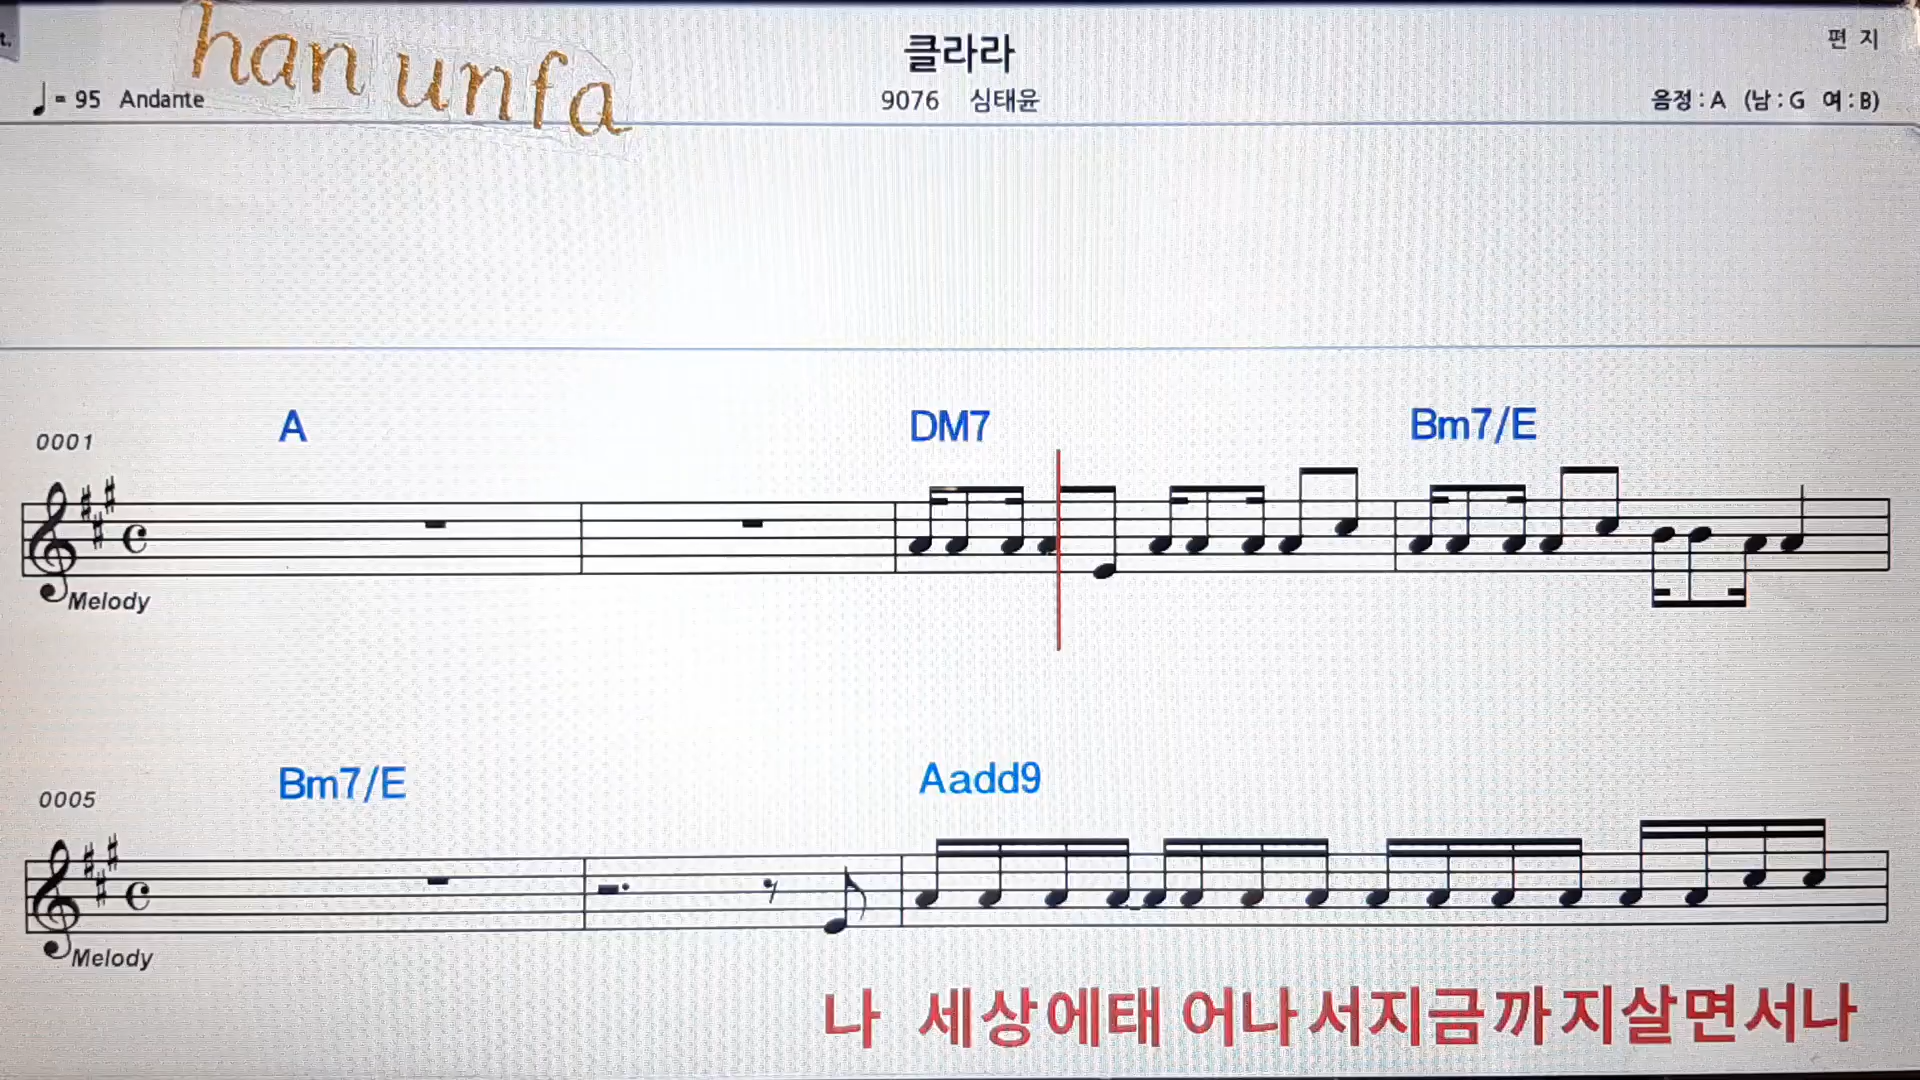 han unfa
클라라
편 지
= 95 Andante
9076 심태윤
음정 : A (남 : G 여 : B)
A DM7 Bm7/E
0001
Melody
Bm7/E Aadd9
0005
Melody
나 세상에태 어나서지금까지살면서나